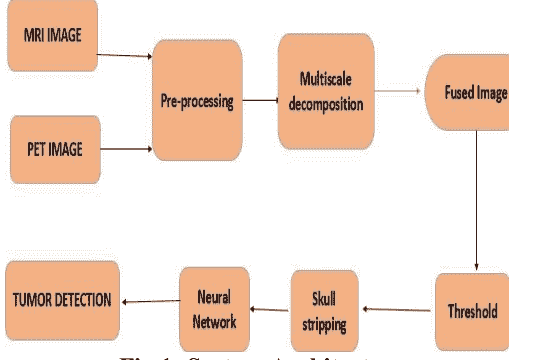 MRI IMAGE
PET IMAGE
Pre-processing
Multiscale
decomposition
Fused Image
Threshold
Skull
stripping
Neural
Network
TUMOR DETECTION